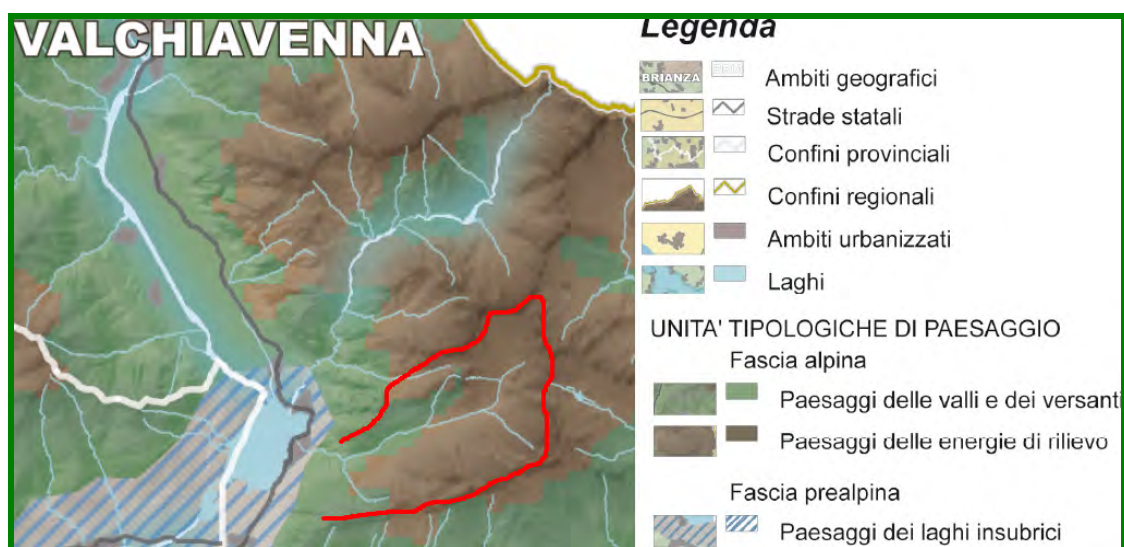 VALCHIAVENNA
Legenda
BRIANZA
Ambiti geografici
Strade statali
Confini provinciali
Confini regionali
Ambiti urbanizzati
Laghi
UNITA' TIPOLOGICHE DI PAESAGGIO
Fascia alpina
Paesaggi delle valli e dei versanti
Paesaggi delle energie di rilievo
Fascia prealpina
Paesaggi dei laghi insubrici